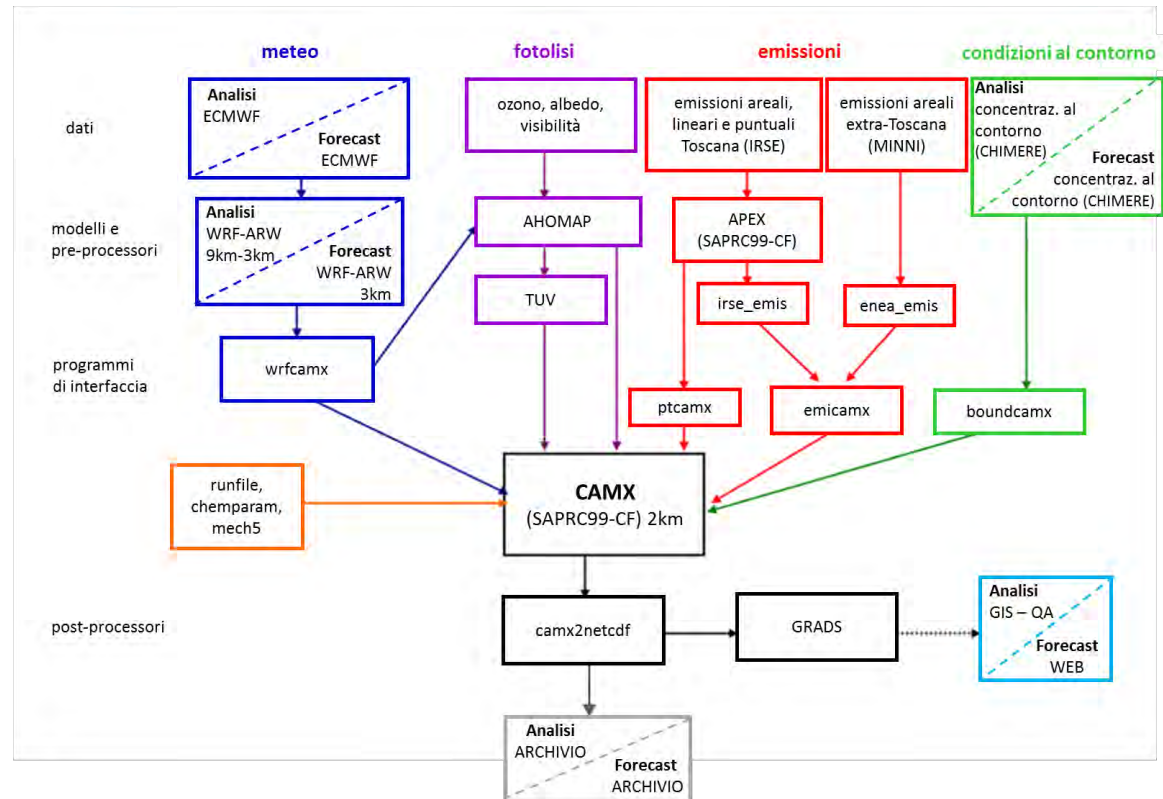 meteo
fotolisi
emissioni
condizioni al contorno
dati
Analisi
ECMWF
Forecast
ECMWF
ozono, albedo,
visibilità
emissioni areali,
lineari e puntuali
Toscana (IRSE)
emissioni areali
extra-Toscana
(MINNI)
Analisi
concentraz. al
contorno
(CHIMERE)
Forecast
concentraz. al
contorno (CHIMERE)
modelli e
pre-processori
Analisi
WRF-ARW
9km-3km
Forecast
WRF-ARW
3km
AHOMAP
APEX
(SAPRC99-CF)
TUV
irse_emis
enea_emis
programmi
di interfaccia
wrfcamx
ptcamx
emicamx
boundcamx
runfile,
chemparam,
mech5
CAMX
(SAPRC99-CF) 2km
post-processori
camx2netcdf
GRADS
Analisi
GIS – QA
Forecast
WEB
Analisi
ARCHIVIO
Forecast
ARCHIVIO